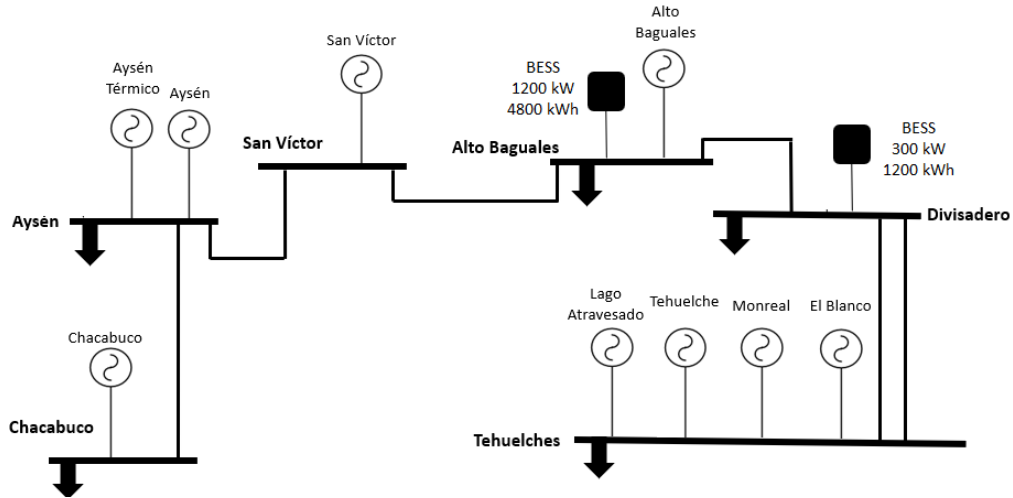 San Víctor
Alto
Baguales
Aysén
Térmico
Aysén
BESS
1200 kW
4800 kWh
BESS
300 kW
1200 kWh
San Víctor
Alto Baguales
Aysén
Divisadero
Lago
Atravesado
Tehuelche
Monreal
El Blanco
Chacabuco
Chacabuco
Tehuelches